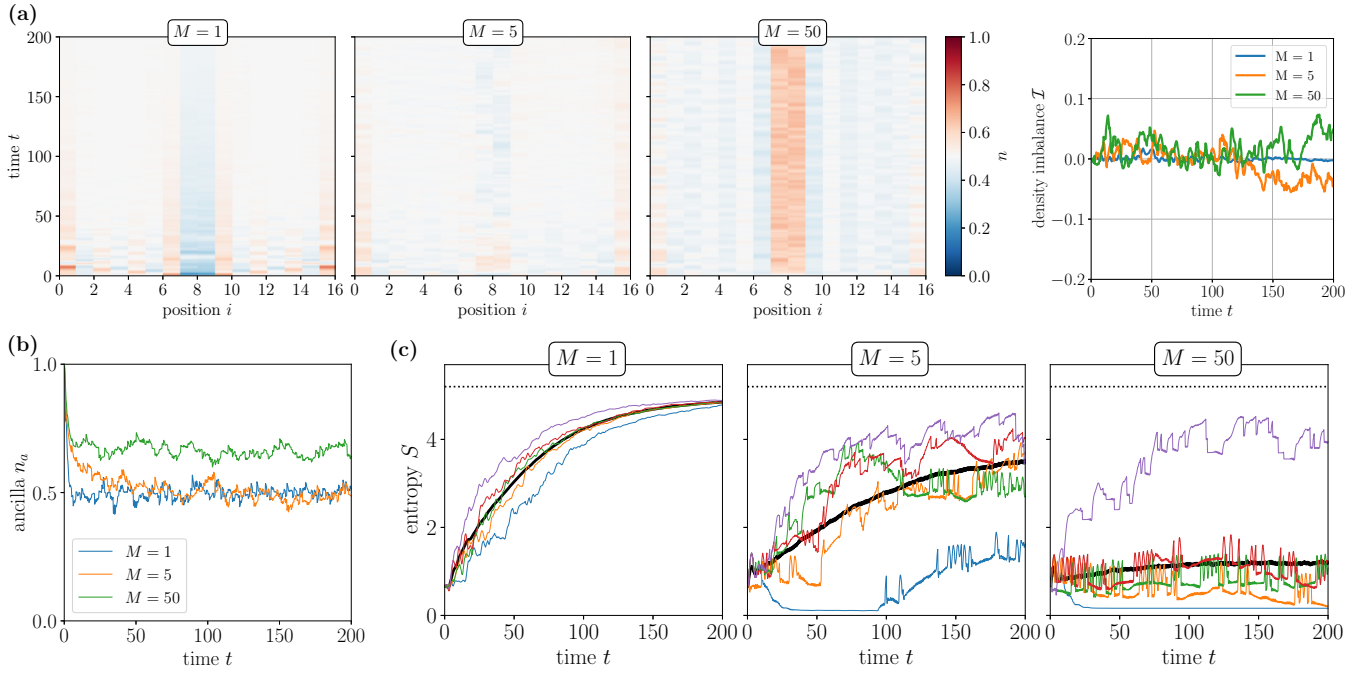 (a)
M = 1
M = 5
M = 50
200
150
100
50
0
time t
0 2 4 6 8 10 12 14 16
position i
0 2 4 6 8 10 12 14 16
position i
0 2 4 6 8 10 12 14 16
position i
1.0
0.8
0.6
0.4
0.2
0.0
n
0.2
0.1
0.0
−0.1
−0.2
density imbalance I
M = 1
M = 5
M = 50
0 50 100 150 200
time t
(b)
1.0
0.5
0.0
ancilla nₐ
M = 1
M = 5
M = 50
0 50 100 150 200
time t
(c)
M = 1
M = 5
M = 50
4
2
0
entropy S
0 50 100 150 200
time t
0 50 100 150 200
time t
0 50 100 150 200
time t